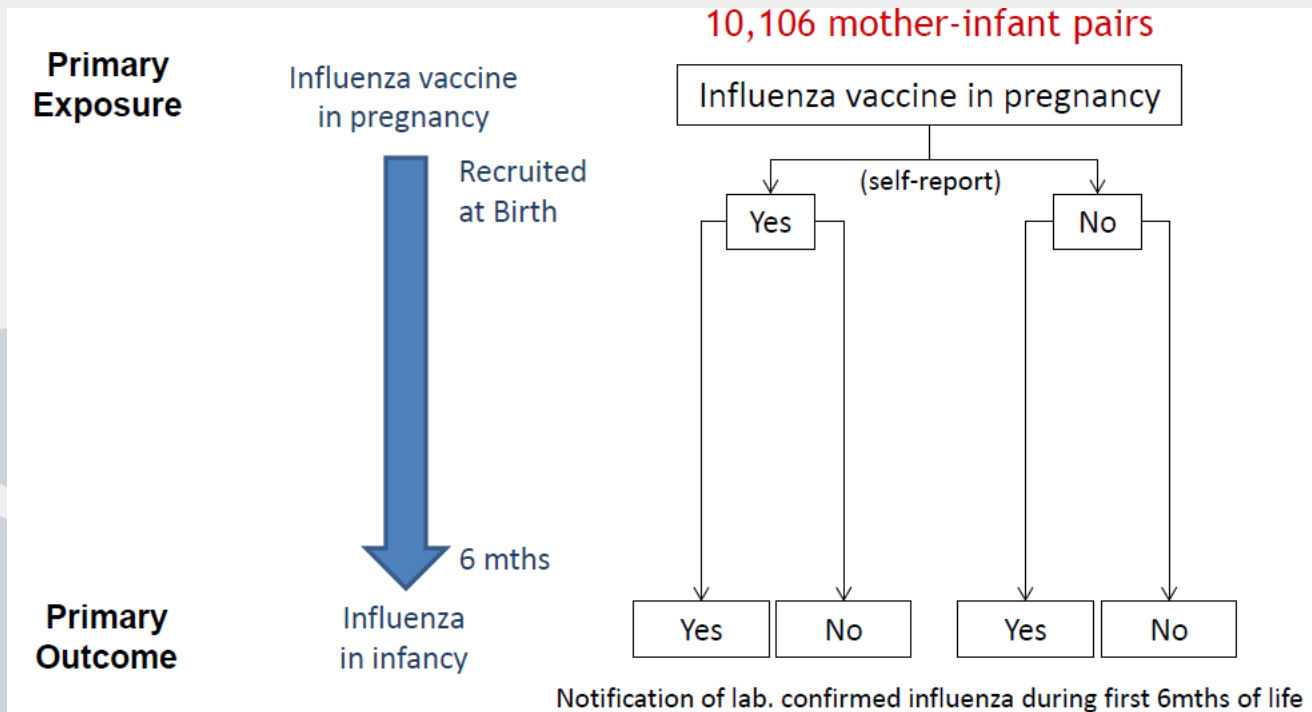 10,106 mother-infant pairs
Primary
Exposure
Influenza vaccine
in pregnancy
Influenza vaccine in pregnancy
Recruited
at Birth
(self-report)
Yes
No
6 mths
Primary
Outcome
Influenza
in infancy
Yes
No
Yes
No
Notification of lab. confirmed influenza during first 6mths of life